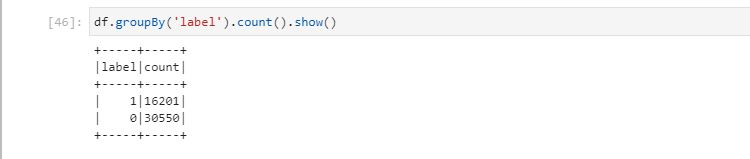 [46]: df.groupBy('label').count().show()
+-----+-----+
|label|count|
+-----+-----+
|    1|16201|
|    0|30550|
+-----+-----+